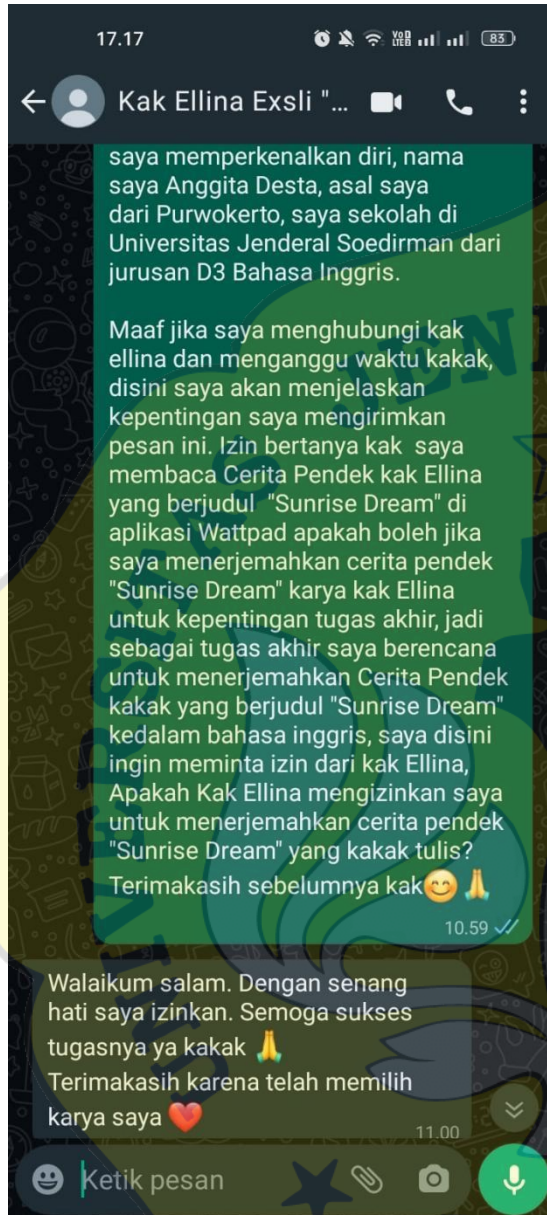 17.17
VoD LTE1 83
Kak Ellina Exsli "...
saya memperkenalkan diri, nama
saya Anggita Desta, asal saya
dari Purwokerto, saya sekolah di
Universitas Jenderal Soedirman dari
jurusan D3 Bahasa Inggris.
Maaf jika saya menghubungi kak
ellina dan menganggu waktu kakak,
disini saya akan menjelaskan
kepentingan saya mengirimkan
pesan ini. Izin bertanya kak saya
membaca Cerita Pendek kak Ellina
yang berjudul "Sunrise Dream" di
aplikasi Wattpad apakah boleh jika
saya menerjemahkan cerita pendek
"Sunrise Dream" karya kak Ellina
untuk kepentingan tugas akhir, jadi
sebagai tugas akhir saya berencana
untuk menerjemahkan Cerita Pendek
kakak yang berjudul "Sunrise Dream"
kedalam bahasa inggris, saya disini
ingin meminta izin dari kak Ellina,
Apakah Kak Ellina mengizinkan saya
untuk menerjemahkan cerita pendek
"Sunrise Dream" yang kakak tulis?
Terimakasih sebelumnya kak😊🙏
10.59
Walaikum salam. Dengan senang
hati saya izinkan. Semoga sukses
tugasnya ya kakak 🙏
Terimakasih karena telah memilih
karya saya ❤️
11.00
Ketik pesan
UNIVERSITAS JEN